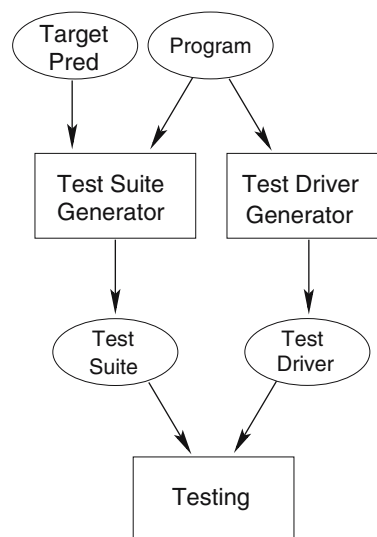 Target
Pred
Program
Test Suite
Generator
Test Driver
Generator
Test
Suite
Test
Driver
Testing